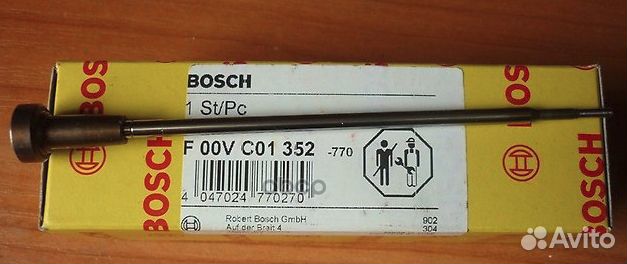 BOSCH
BOSCH
1 St/Pc
F 00V C01 352 -770
4 047024 770270
Robert Bosch GmbH
Auf der Breit 4
902
304
BOSCH
Avito